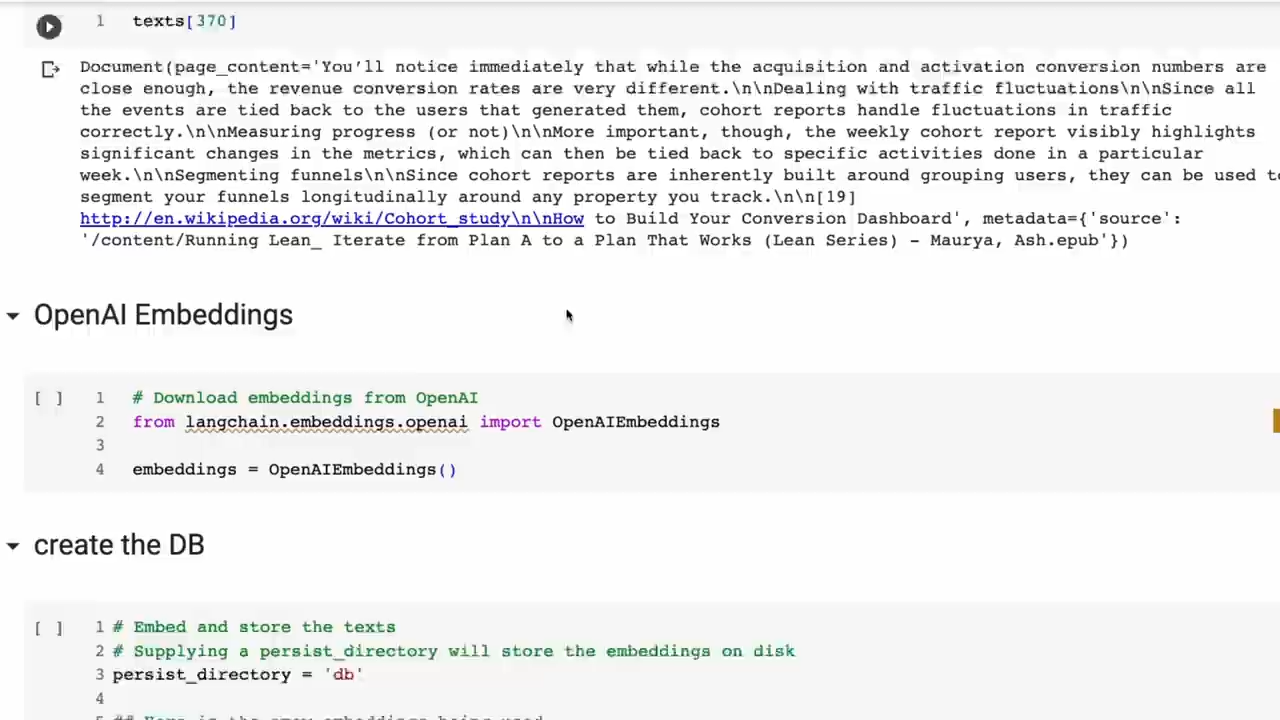 1 texts[370]
Document(page_content='You’ll notice immediately that while the acquisition and activation conversion numbers are
close enough, the revenue conversion rates are very different.\n\nDealing with traffic fluctuations\n\nSince all
the events are tied back to the users that generated them, cohort reports handle fluctuations in traffic
correctly.\n\nMeasuring progress (or not)\n\nMore important, though, the weekly cohort report visibly highlights
significant changes in the metrics, which can then be tied back to specific activities done in a particular
week.\n\nSegmenting funnels\n\nSince cohort reports are inherently built around grouping users, they can be used to
segment your funnels longitudinally around any property you track.\n\n[19]
http://en.wikipedia.org/wiki/Cohort_study\n\nHow to Build Your Conversion Dashboard', metadata={'source':
'/content/Running Lean_ Iterate from Plan A to a Plan That Works (Lean Series) - Maurya, Ash.epub'})
OpenAI Embeddings
[ ] 1 # Download embeddings from OpenAI
2 from langchain.embeddings.openai import OpenAIEmbeddings
3
4 embeddings = OpenAIEmbeddings()
create the DB
[ ] 1 # Embed and store the texts
2 # Supplying a persist_directory will store the embeddings on disk
3 persist_directory = 'db'
4